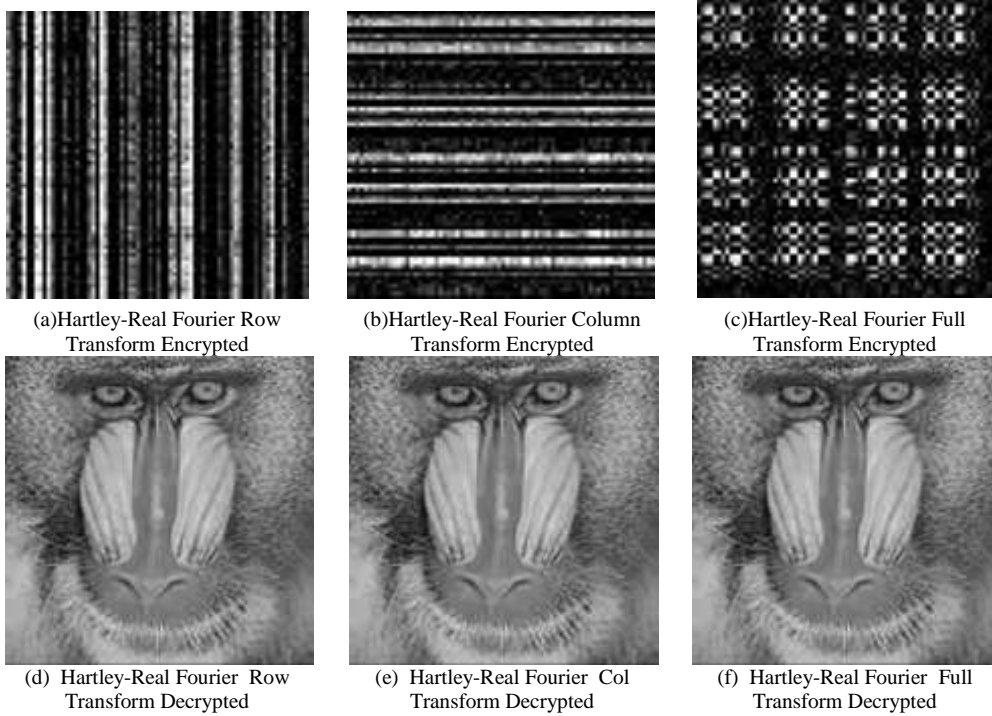 (a)Hartley-Real Fourier Row
Transform Encrypted
(b)Hartley-Real Fourier Column
Transform Encrypted
(c)Hartley-Real Fourier Full
Transform Encrypted
(d) Hartley-Real Fourier Row
Transform Decrypted
(e) Hartley-Real Fourier Col
Transform Decrypted
(f) Hartley-Real Fourier Full
Transform Decrypted